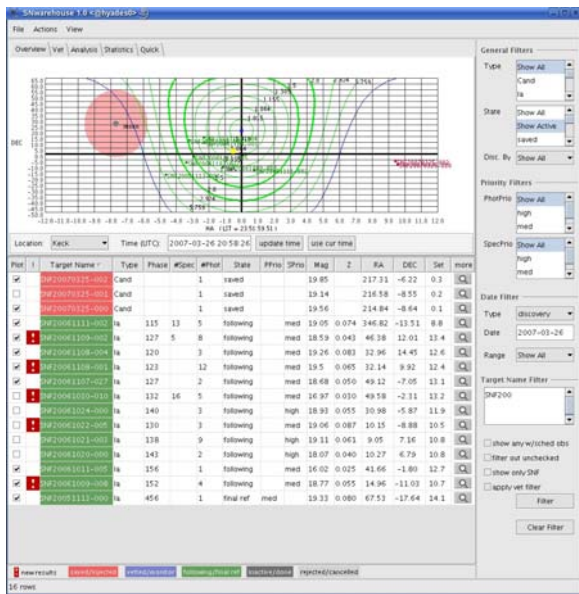 SNwarehouse 1.0 <@hyades0>
File Actions View
Overview Vet Analysis Statistics Quick
DEC
RA (LST = 23:51:59.51)
Location: Keck Time (UTC): 2007-03-26 20:58:26 update time use cur time
Plot ! Target Name Type Phase #Spec #Phot State PPrio SPrio Mag Z RA DEC Set more
SNF20070325-002 Cand 1 saved 19.85 217.31 -6.22 0.3
SNF20070325-001 Cand 1 saved 19.14 216.58 -8.55 0.2
SNF20070325-000 Cand 1 saved 19.56 214.84 -8.64 0.1
SNF20061111-002 Ia 115 13 5 following med 19.05 0.074 346.82 -13.51 8.8
SNF20061109-002 Ia 127 5 8 following med 18.59 0.043 46.38 12.01 13.4
SNF20061108-004 Ia 120 3 following med 19.26 0.083 32.96 14.45 12.6
SNF20061108-001 Ia 123 12 following med 19.5 0.065 32.14 9.92 12.4
SNF20061107-027 Ia 127 2 following med 18.68 0.050 49.12 -7.05 13.1
SNF20061030-010 Ia 132 16 5 following med 16.97 0.030 49.58 -2.31 13.2
SNF20061024-000 Ia 140 3 following high 18.93 0.055 30.98 -5.87 11.9
SNF20061022-005 Ia 130 3 following med 19.06 0.087 10.15 -8.88 10.5
SNF20061021-003 Ia 138 9 following high 19.11 0.061 9.05 7.16 10.8
SNF20061020-000 Ia 143 2 following high 18.07 0.040 10.27 6.79 10.8
SNF20061011-005 Ia 156 1 following med 16.02 0.025 41.66 -1.80 12.7
SNF20061009-008 Ia 152 4 following med 18.77 0.055 14.96 -11.03 10.7
SNF20051113-000 Ia 456 1 final ref med 19.33 0.080 67.53 -17.64 14.1
new results saved/rejected vetted/monitor following/final ref inactive/done rejected/cancelled
16 rows
General Filters
Type Show All
Cand
Ia
State Show All
Show Active
saved
Disc. By Show All
Priority Filters
PhotPrio Show All
high
med
SpecPrio Show All
high
med
Date Filter
Type discovery
Date 2007-03-26
Range Show All
Target Name Filter
SNF200
show any w/sched obs
filter out unchecked
show only SNF
apply vet filter
Filter
Clear Filter